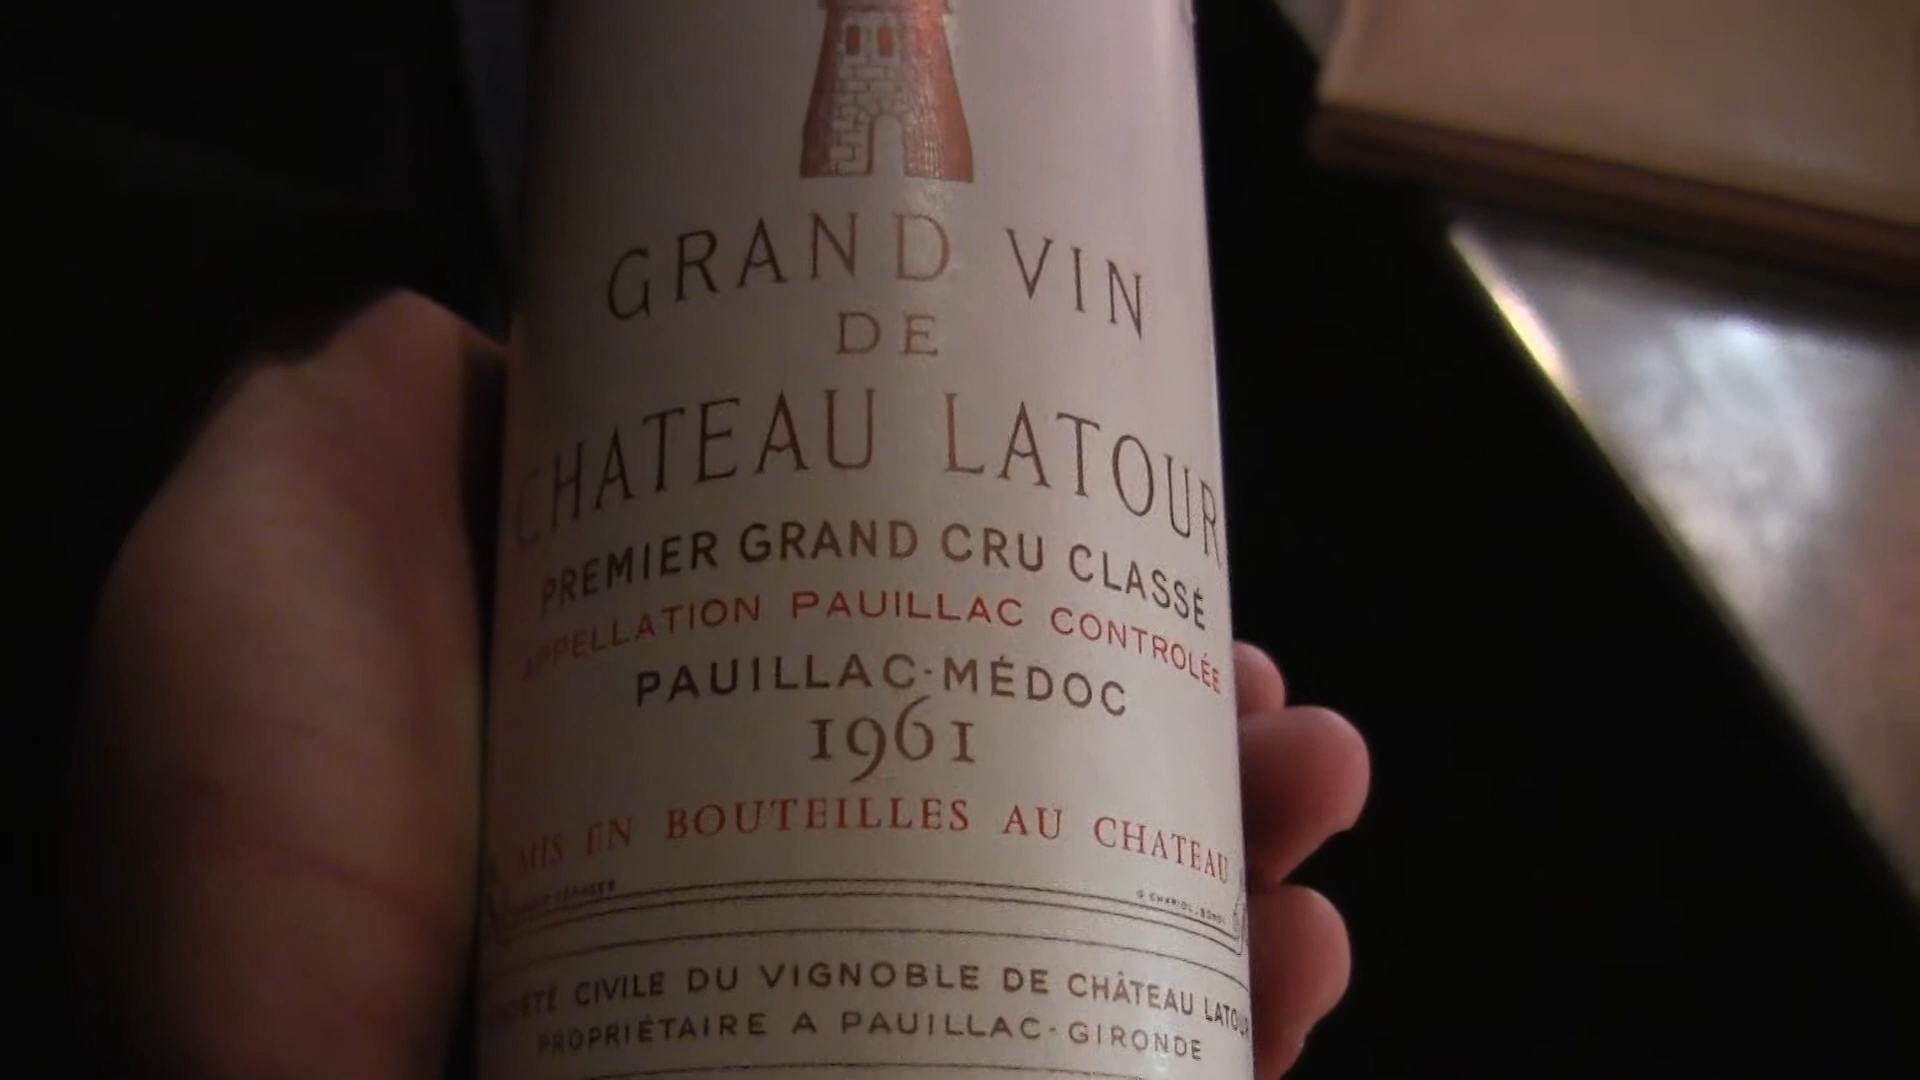 GRAND VIN
DE
CHATEAU LATOUR
PREMIER GRAND CRU CLASSÉ
APPELLATION PAUILLAC CONTROLÉE
PAUILLAC-MÉDOC
1961
MIS EN BOUTEILLES AU CHATEAU
CIVILE DU VIGNOBLE DE CHÂTEAU LATOUR
PROPRIÉTAIRE A PAUILLAC-GIRONDE